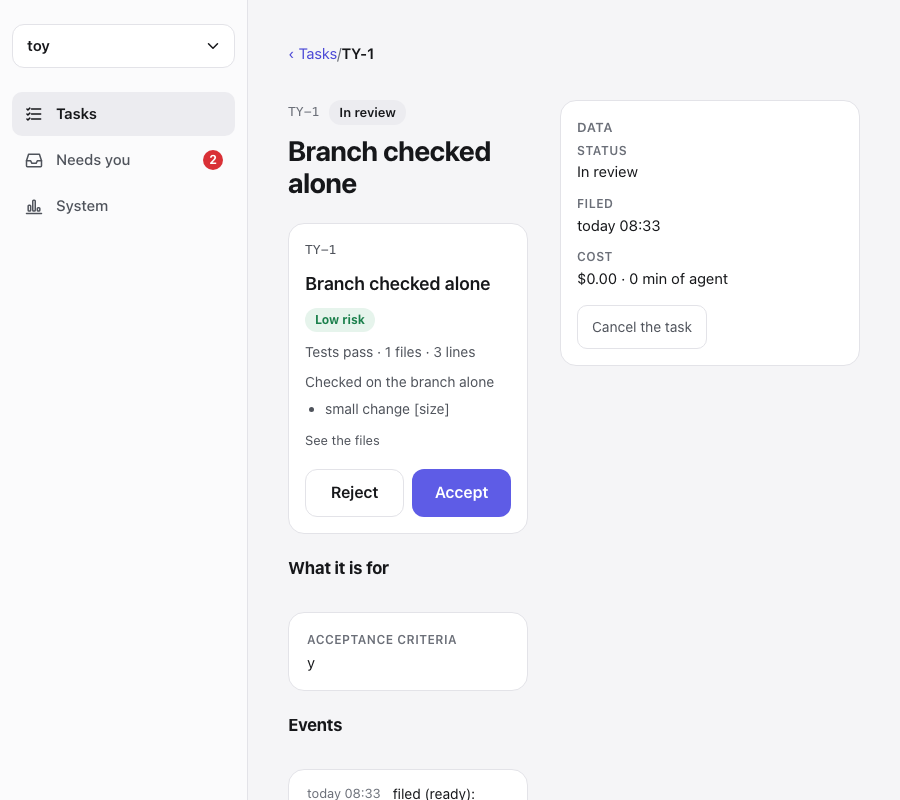 toy
Tasks
Needs you
2
System
‹ Tasks/TY-1
TY–1
In review
Branch checked
alone
TY–1
Branch checked alone
Low risk
Tests pass · 1 files · 3 lines
Checked on the branch alone
• small change [size]
See the files
Reject
Accept
What it is for
ACCEPTANCE CRITERIA
y
Events
today 08:33 filed (ready):
DATA
STATUS
In review
FILED
today 08:33
COST
$0.00 · 0 min of agent
Cancel the task